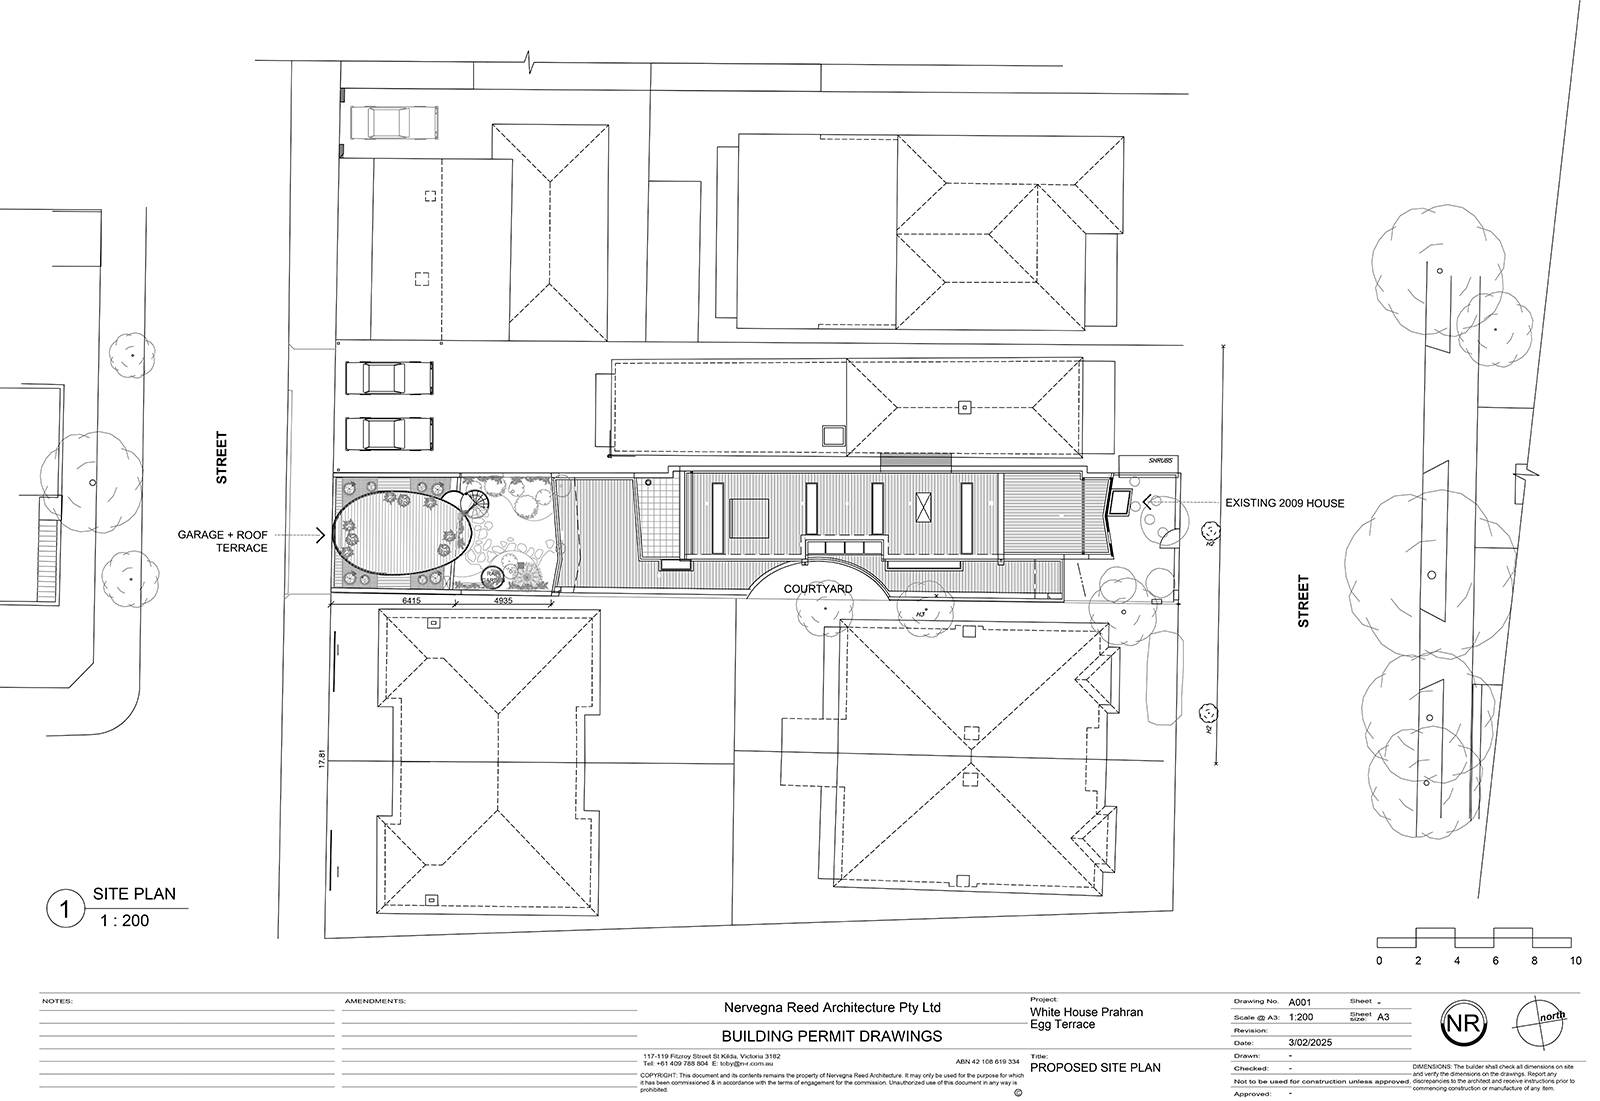 STREET
GARAGE + ROOF
TERRACE
SHRUBS
EXISTING 2009 HOUSE
H2
RAIN
GARDEN
COURTYARD
H3
6415
4935
STREET
17,81
H2
1
SITE PLAN
1 : 200
0 2 4 6 8 10
NOTES:
AMENDMENTS:
Nervegna Reed Architecture Pty Ltd
BUILDING PERMIT DRAWINGS
117-119 Fitzroy Street St Kilda, Victoria 3182
Tel: +61 409 788 804 E: toby@n-r.com.au
ABN 42 108 619 334
COPYRIGHT: This document and its contents remains the property of Nervegna Reed Architecture. It may only be used for the purpose for which
it has been commissioned & in accordance with the terms of engagement for the commission. Unauthorized use of this document in any way is
prohibited.
©
Project:
White House Prahran
Egg Terrace
Title:
PROPOSED SITE PLAN
Drawing No. A001 Sheet -
Scale @ A3: 1:200 Sheet size: A3
Revision:
Date: 3/02/2025
Drawn: -
Checked: -
Not to be used for construction unless approved.
Approved: -
NR
north
DIMENSIONS: The builder shall check all dimensions on site
and verify the dimensions on the drawings. Report any
discrepancies to the architect and receive instructions prior to
commencing construction or manufacture of any item.